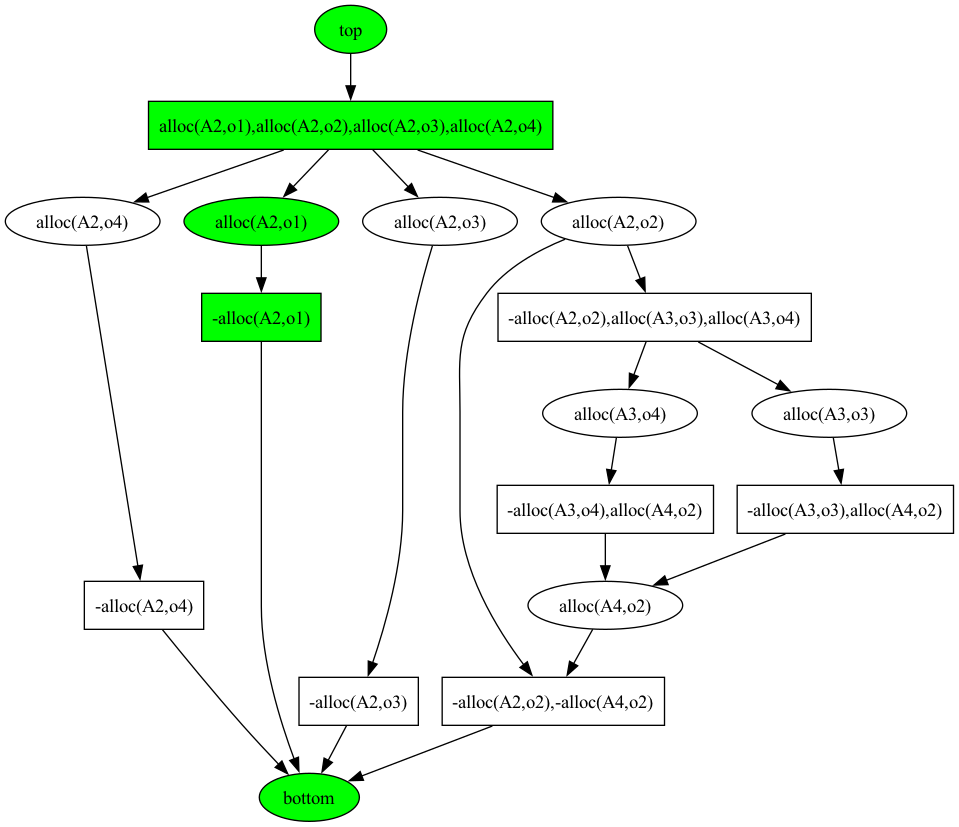 top
alloc(A2,o1),alloc(A2,o2),alloc(A2,o3),alloc(A2,o4)
alloc(A2,o4)
alloc(A2,o1)
alloc(A2,o3)
alloc(A2,o2)
-alloc(A2,o1)
-alloc(A2,o2),alloc(A3,o3),alloc(A3,o4)
alloc(A3,o4)
alloc(A3,o3)
-alloc(A3,o4),alloc(A4,o2)
-alloc(A3,o3),alloc(A4,o2)
-alloc(A2,o4)
alloc(A4,o2)
-alloc(A2,o3)
-alloc(A2,o2),-alloc(A4,o2)
bottom